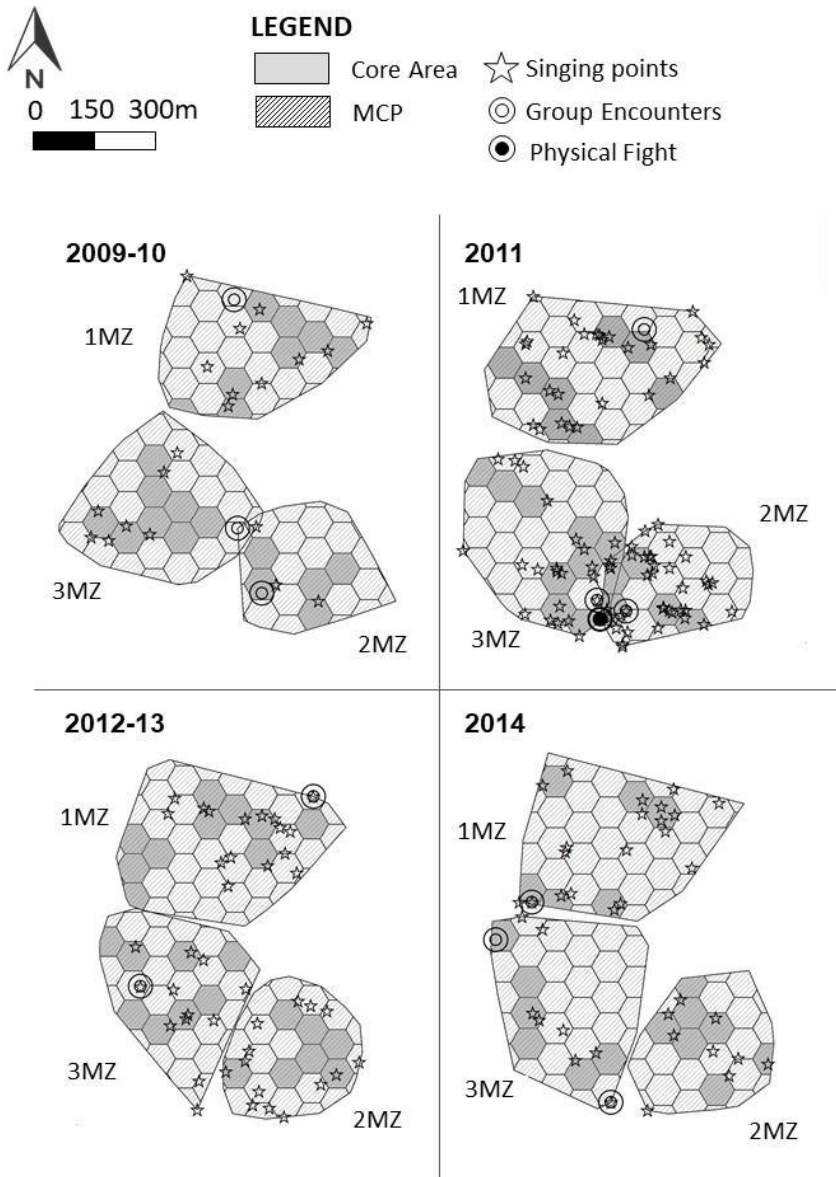 LEGEND
Core Area
Singing points
N
0 150 300m
MCP
Group Encounters
Physical Fight
2009-10
2011
1MZ
1MZ
2MZ
3MZ
3MZ
2MZ
2012-13
2014
1MZ
1MZ
3MZ
3MZ
2MZ
2MZ